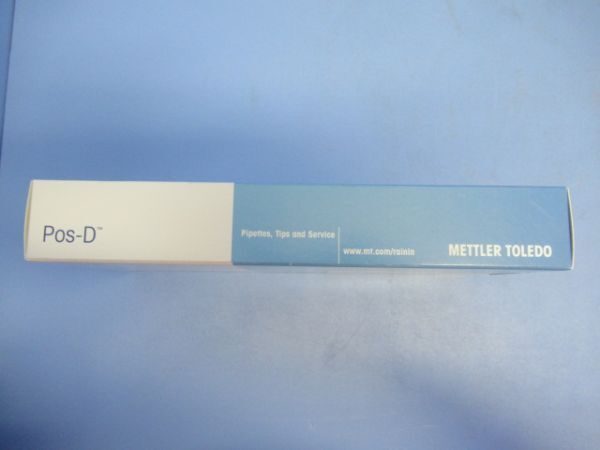 Pos-D™
Pipettes, Tips and Service
www.mt.com/rainin
METTLER TOLEDO